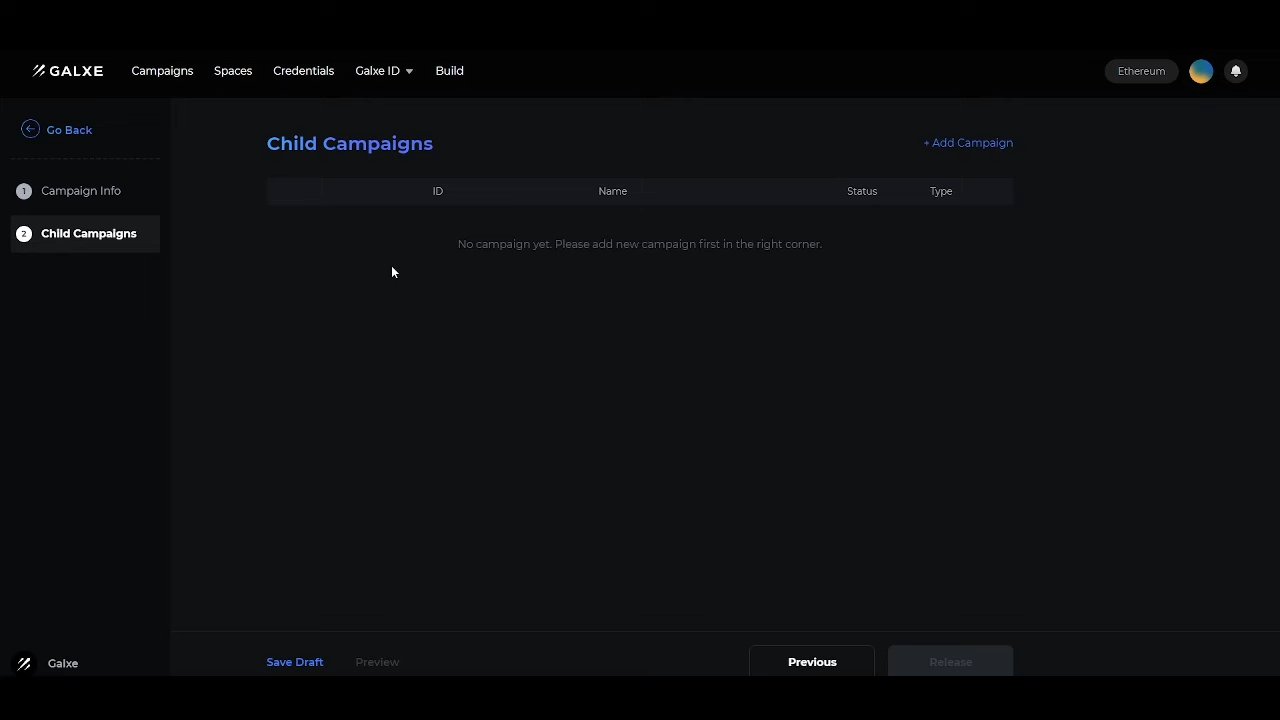 GALXE Campaigns Spaces Credentials Galxe ID Build Ethereum
Go Back
Child Campaigns + Add Campaign
1 Campaign Info
ID Name Status Type
2 Child Campaigns
No campaign yet. Please add new campaign first in the right corner.
Galxe Save Draft Preview Previous Release